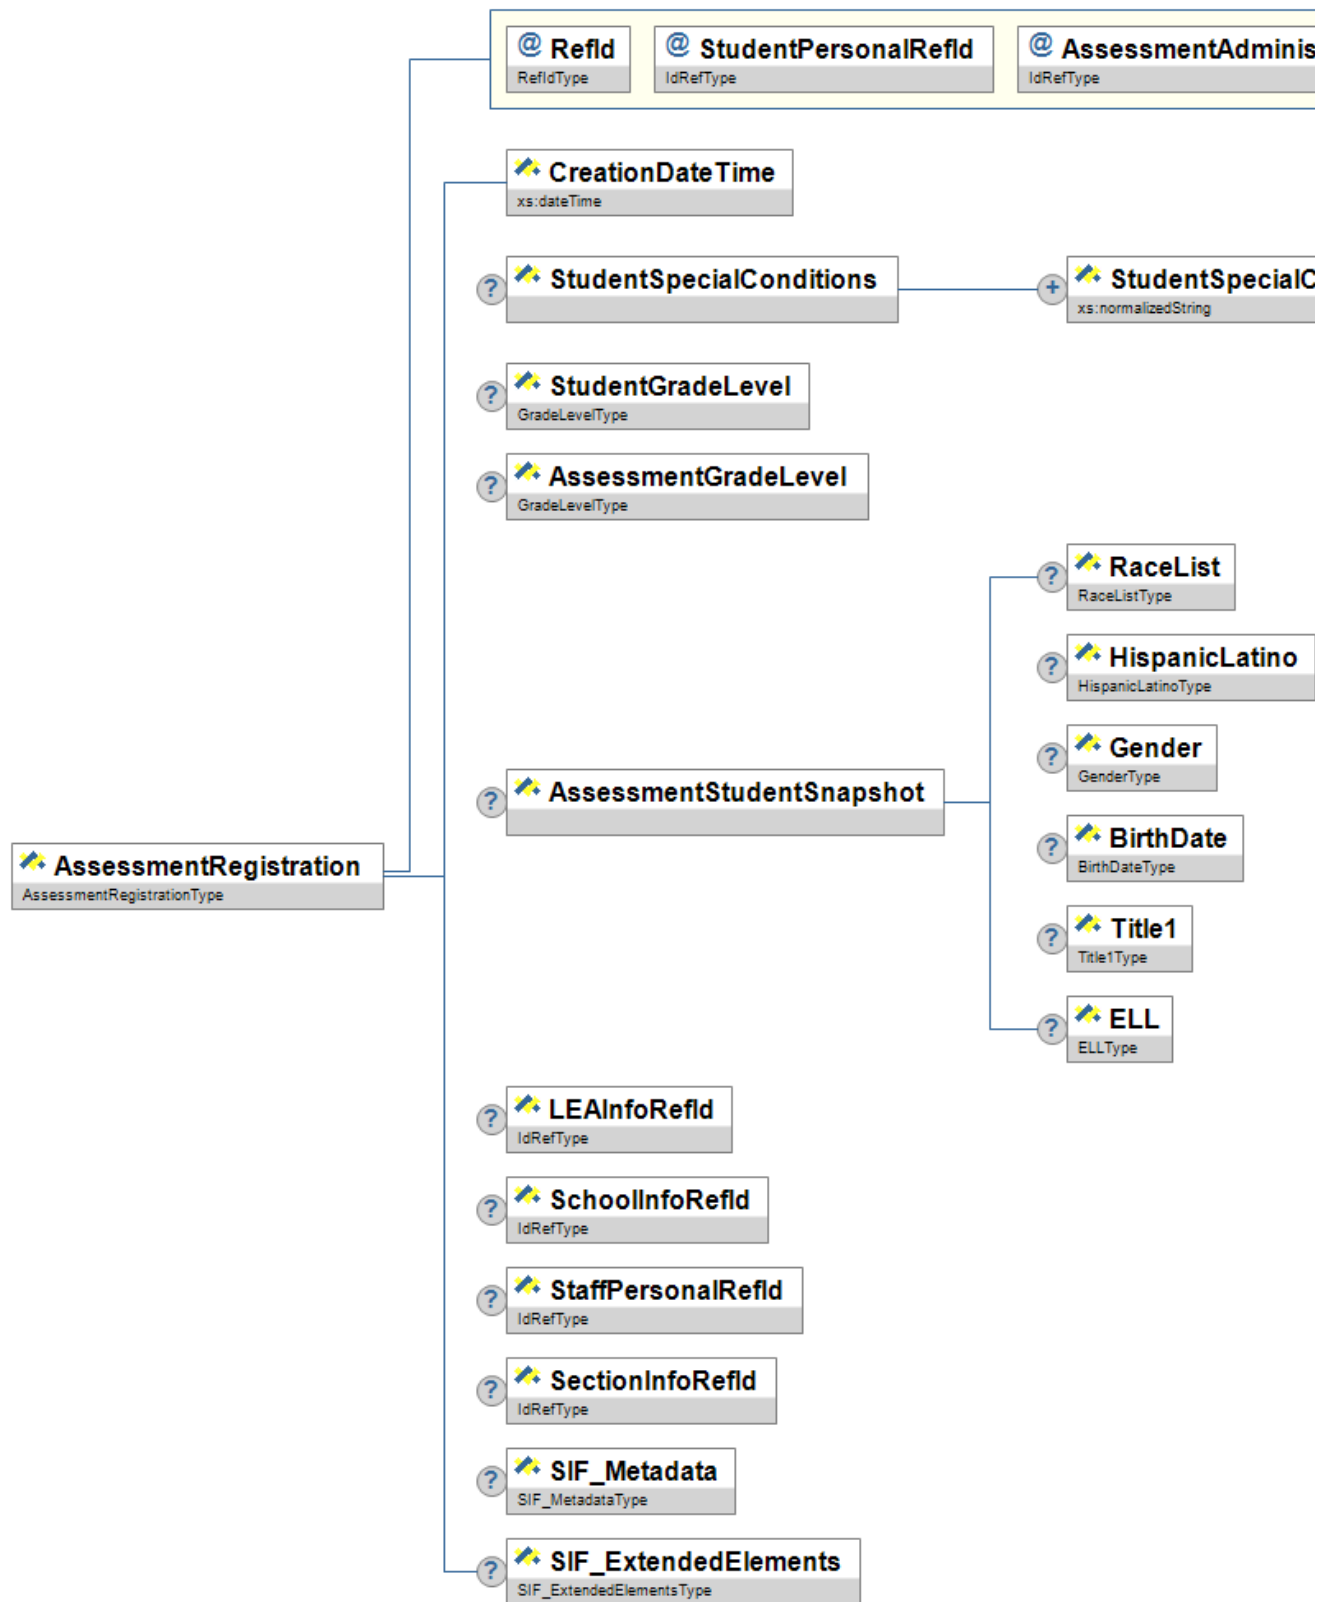 @ RefId
RefIdType
@ StudentPersonalRefId
IdRefType
@ AssessmentAdminis
IdRefType
CreationDateTime
xs:dateTime
? StudentSpecialConditions
+ StudentSpecialC
xs:normalizedString
? StudentGradeLevel
GradeLevelType
? AssessmentGradeLevel
GradeLevelType
? RaceList
RaceListType
? HispanicLatino
HispanicLatinoType
? Gender
GenderType
? AssessmentStudentSnapshot
? BirthDate
BirthDateType
AssessmentRegistration
AssessmentRegistrationType
? Title1
Title1Type
? ELL
ELLType
? LEAInfoRefId
IdRefType
? SchoolInfoRefId
IdRefType
? StaffPersonalRefId
IdRefType
? SectionInfoRefId
IdRefType
? SIF_Metadata
SIF_MetadataType
? SIF_ExtendedElements
SIF_ExtendedElementsType